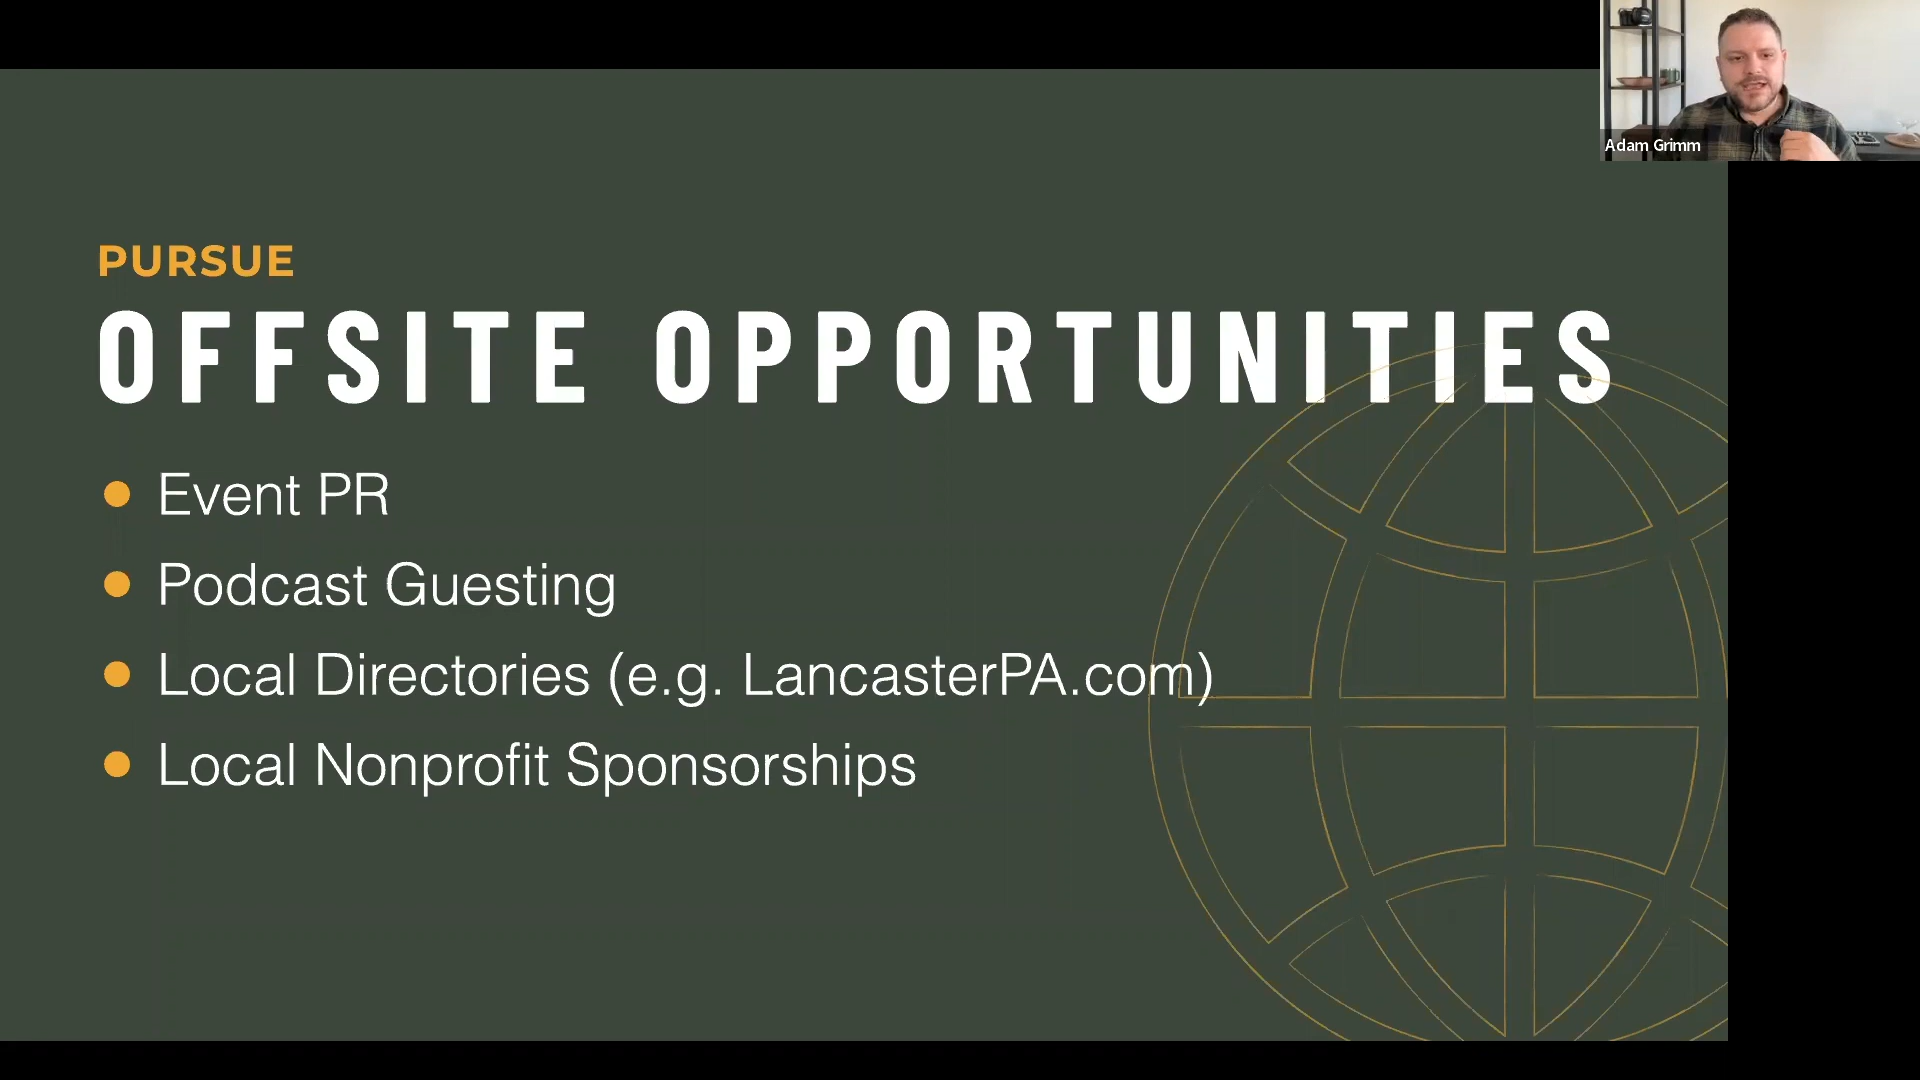 Adam Grimm
PURSUE
OFFSITE OPPORTUNITIES
Event PR
Podcast Guesting
Local Directories (e.g. LancasterPA.com)
Local Nonprofit Sponsorships